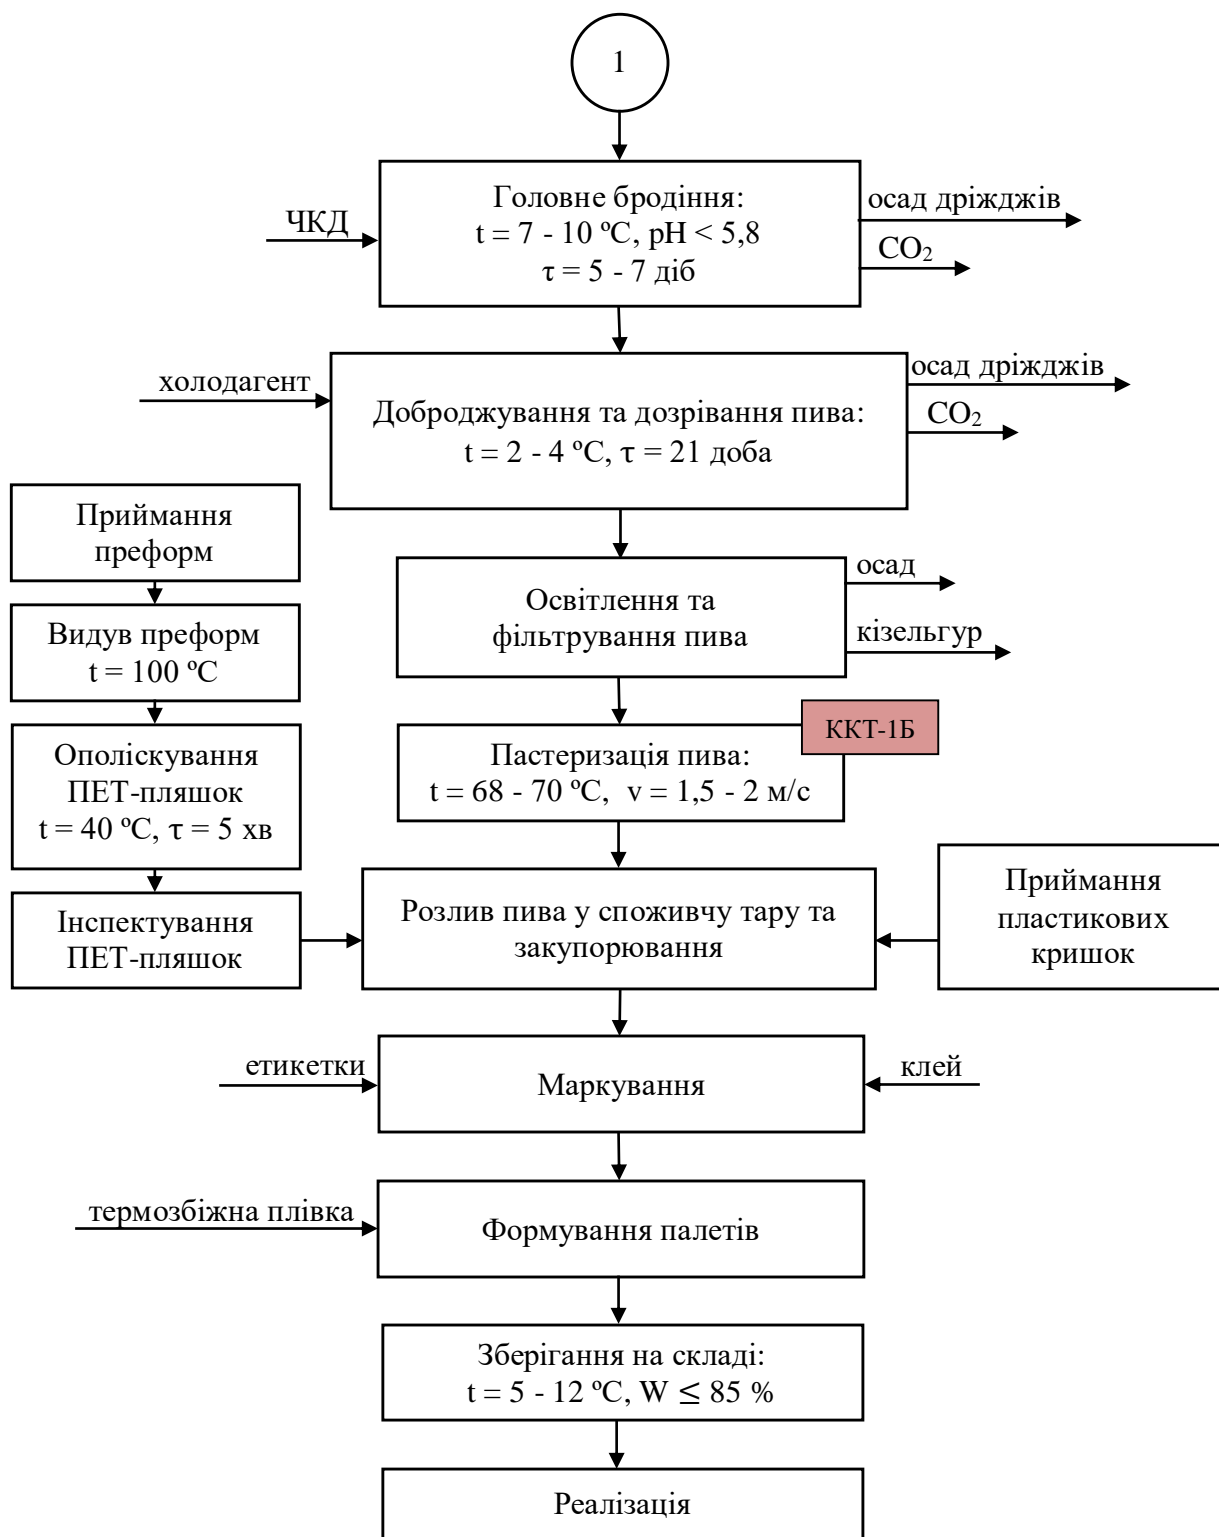 1
ЧКД
Головне бродіння:
t = 7 - 10 ºС, рН < 5,8
τ = 5 - 7 діб
осад дріжджів
СО₂
холодагент
Доброджування та дозрівання пива:
t = 2 - 4 ºС, τ = 21 доба
осад дріжджів
СО₂
Приймання
преформ
Видув преформ
t = 100 ºС
Ополіскування
ПЕТ-пляшок
t = 40 ºС, τ = 5 хв
Інспектування
ПЕТ-пляшок
Освітлення та
фільтрування пива
осад
кізельгур
ККТ-1Б
Пастеризація пива:
t = 68 - 70 ºС, v = 1,5 - 2 м/с
Розлив пива у споживчу тару та
закупорювання
Приймання
пластикових
кришок
етикетки
Маркування
клей
термозбіжна плівка
Формування палетів
Зберігання на складі:
t = 5 - 12 ºС, W ≤ 85 %
Реалізація